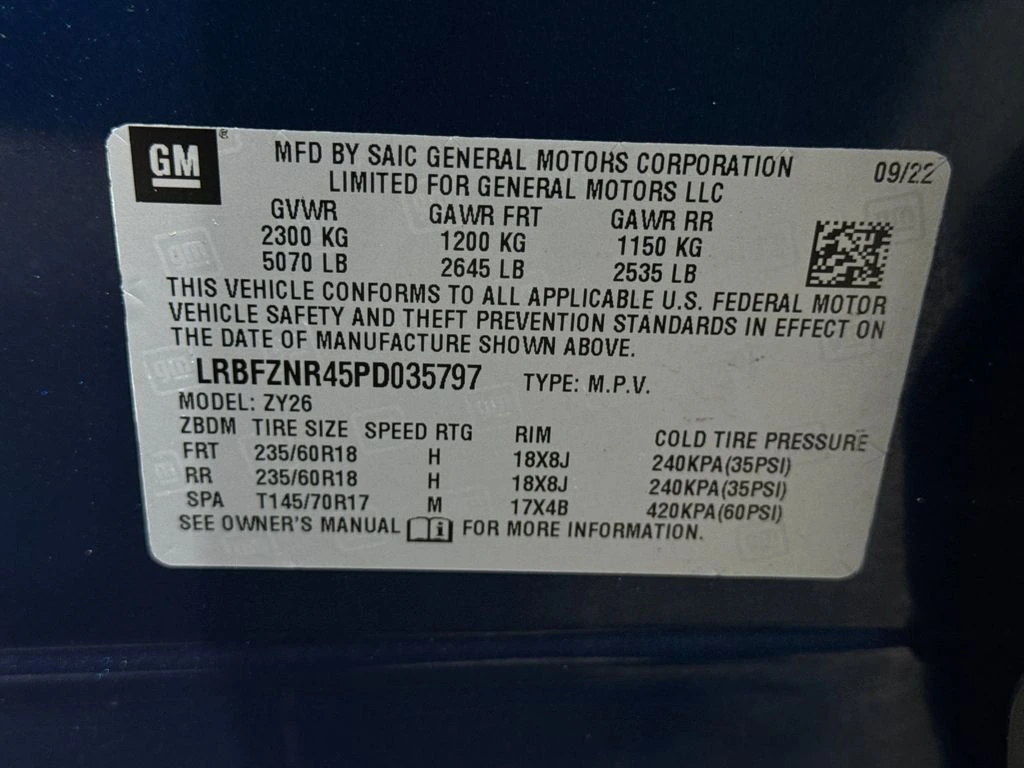 GM ®
MFD BY SAIC GENERAL MOTORS CORPORATION
LIMITED FOR GENERAL MOTORS LLC
09/22
GVWR GAWR FRT GAWR RR
2300 KG 1200 KG 1150 KG
5070 LB 2645 LB 2535 LB
THIS VEHICLE CONFORMS TO ALL APPLICABLE U.S. FEDERAL MOTOR
VEHICLE SAFETY AND THEFT PREVENTION STANDARDS IN EFFECT ON
THE DATE OF MANUFACTURE SHOWN ABOVE.
LRBFZNR45PD035797 TYPE: M.P.V.
MODEL: ZY26
ZBDM TIRE SIZE SPEED RTG RIM COLD TIRE PRESSURE
FRT 235/60R18 H 18X8J 240KPA(35PSI)
RR 235/60R18 H 18X8J 240KPA(35PSI)
SPA T145/70R17 M 17X4B 420KPA(60PSI)
SEE OWNER'S MANUAL i FOR MORE INFORMATION.